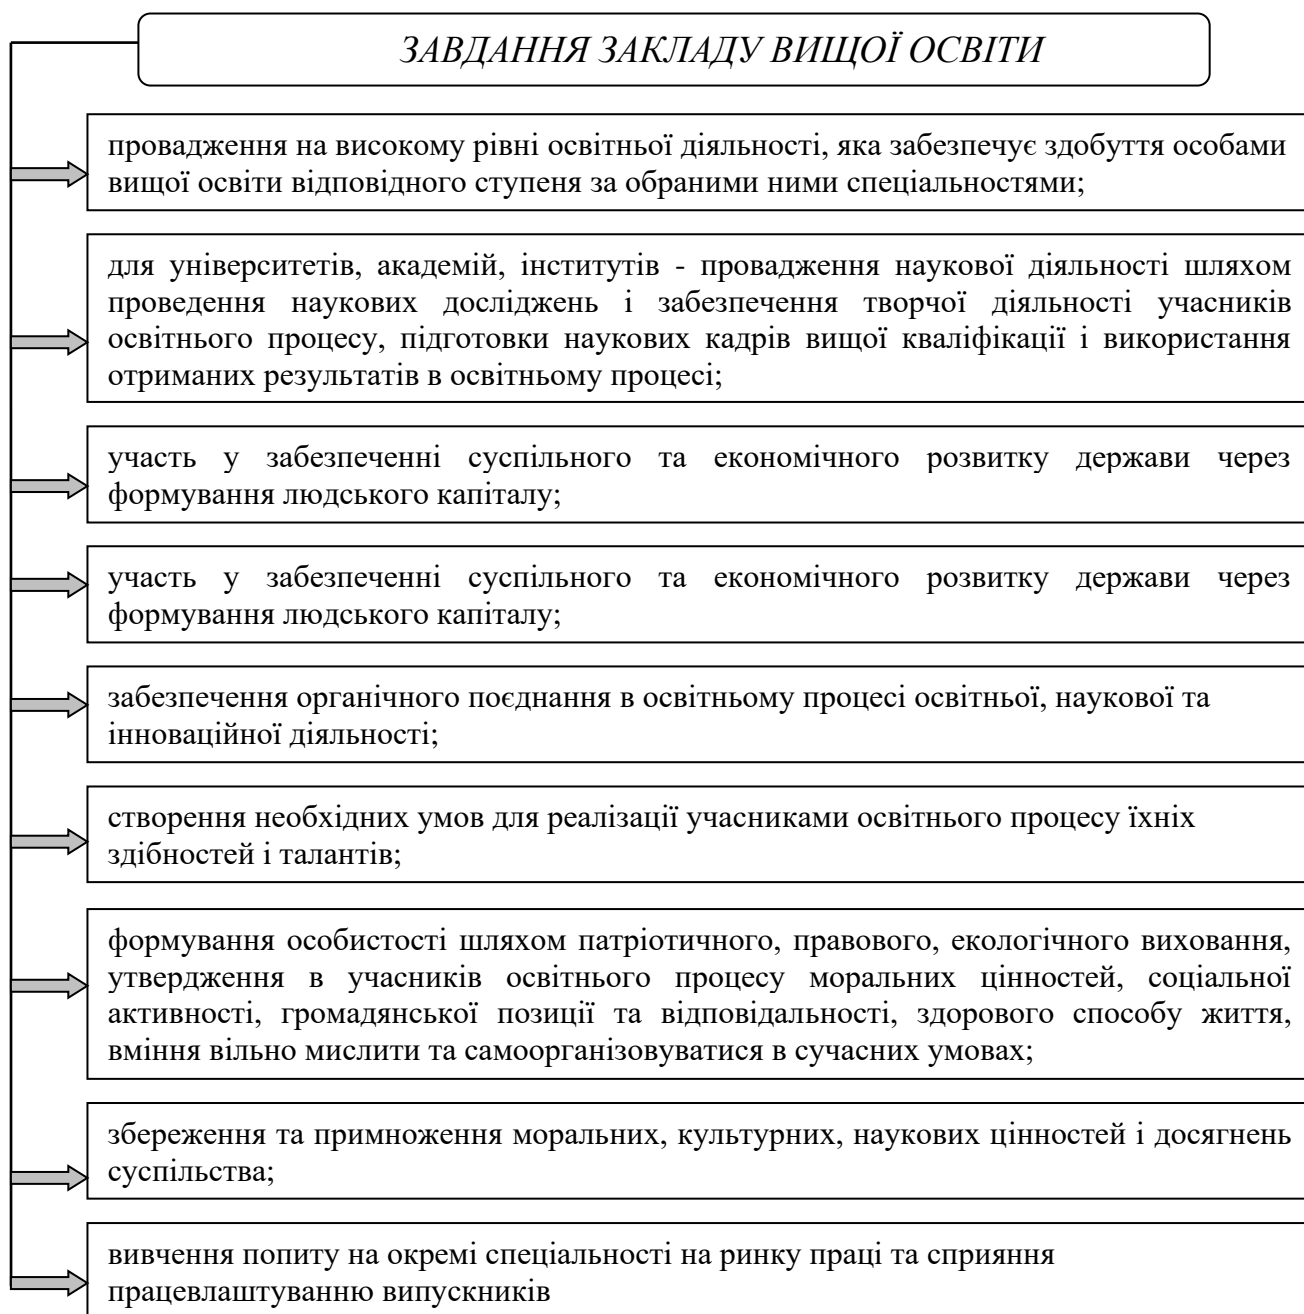 ЗАВДАННЯ ЗАКЛАДУ ВИЩОЇ ОСВІТИ
провадження на високому рівні освітньої діяльності, яка забезпечує здобуття особами
вищої освіти відповідного ступеня за обраними ними спеціальностями;
для університетів, академій, інститутів - провадження наукової діяльності шляхом
проведення наукових досліджень і забезпечення творчої діяльності учасників
освітнього процесу, підготовки наукових кадрів вищої кваліфікації і використання
отриманих результатів в освітньому процесі;
участь у забезпеченні суспільного та економічного розвитку держави через
формування людського капіталу;
участь у забезпеченні суспільного та економічного розвитку держави через
формування людського капіталу;
забезпечення органічного поєднання в освітньому процесі освітньої, наукової та
інноваційної діяльності;
створення необхідних умов для реалізації учасниками освітнього процесу їхніх
здібностей і талантів;
формування особистості шляхом патріотичного, правового, екологічного виховання,
утвердження в учасників освітнього процесу моральних цінностей, соціальної
активності, громадянської позиції та відповідальності, здорового способу життя,
вміння вільно мислити та самоорганізовуватися в сучасних умовах;
збереження та примноження моральних, культурних, наукових цінностей і досягнень
суспільства;
вивчення попиту на окремі спеціальності на ринку праці та сприяння
працевлаштуванню випускників